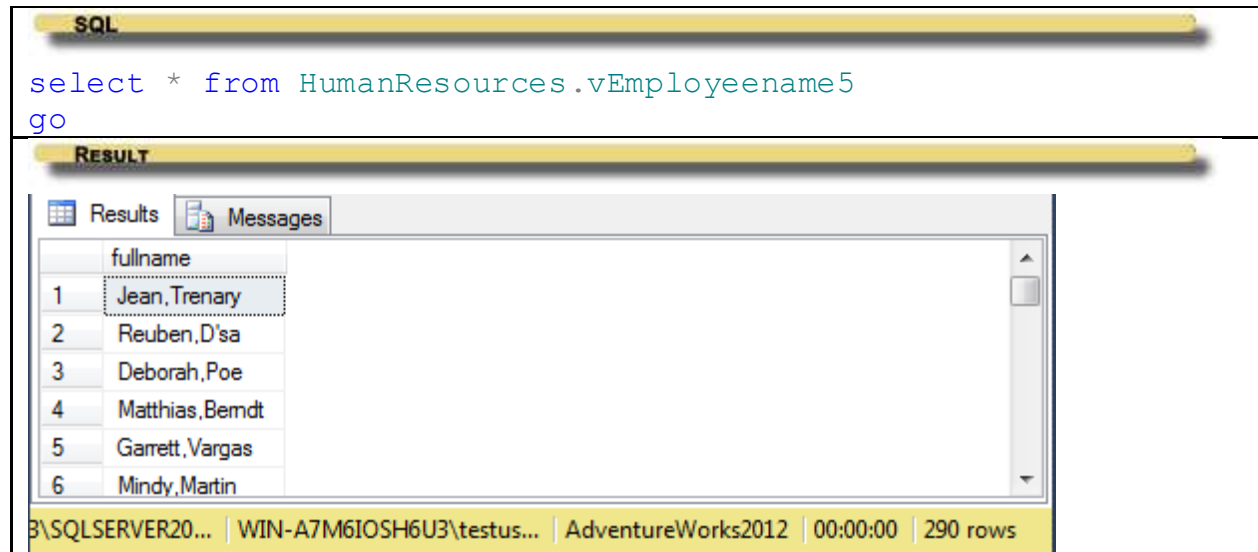 SQL
select * from HumanResources.vEmployeename5
go
RESULT
Results Messages
fullname
1 Jean,Trenary
2 Reuben,D'sa
3 Deborah,Poe
4 Matthias,Berndt
5 Garrett,Vargas
6 Mindy,Martin
3\SQLSERVER20... WIN-A7M6IOSH6U3\testus... AdventureWorks2012 00:00:00 290 rows